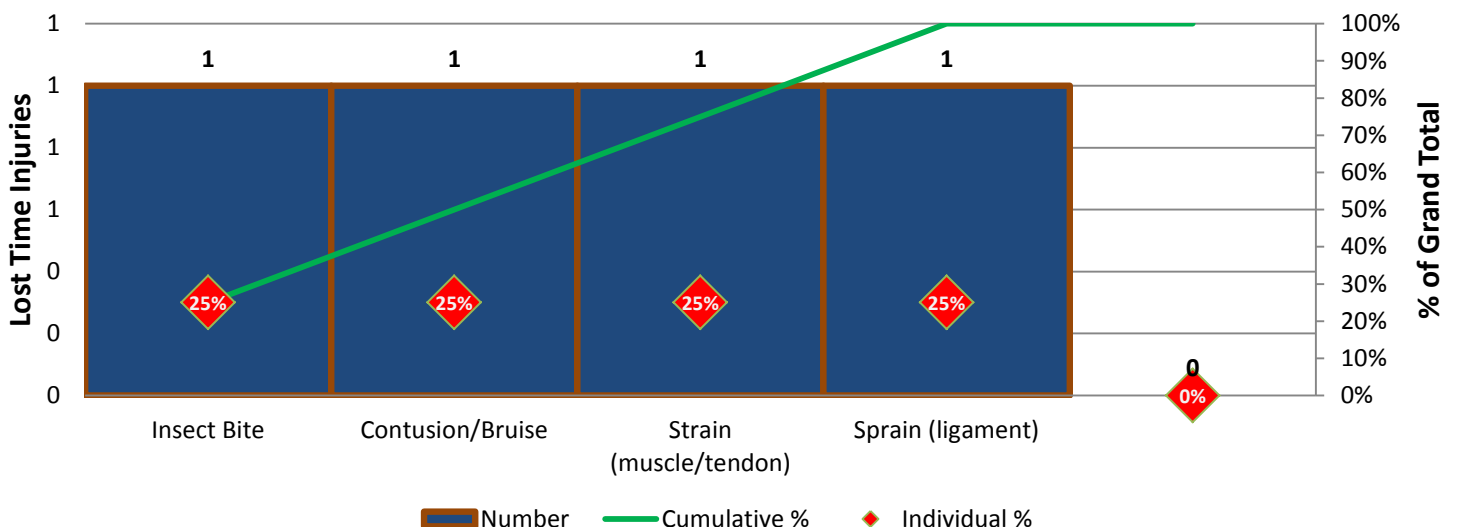 Lost Time Injuries
1
1
1
1
0
0
0
1
1
1
1
0
25%
25%
25%
25%
0%
100%
90%
80%
70%
60%
50%
40%
30%
20%
10%
0%
% of Grand Total
Insect Bite
Contusion/Bruise
Strain
(muscle/tendon)
Sprain (ligament)
Number
Cumulative %
Individual %